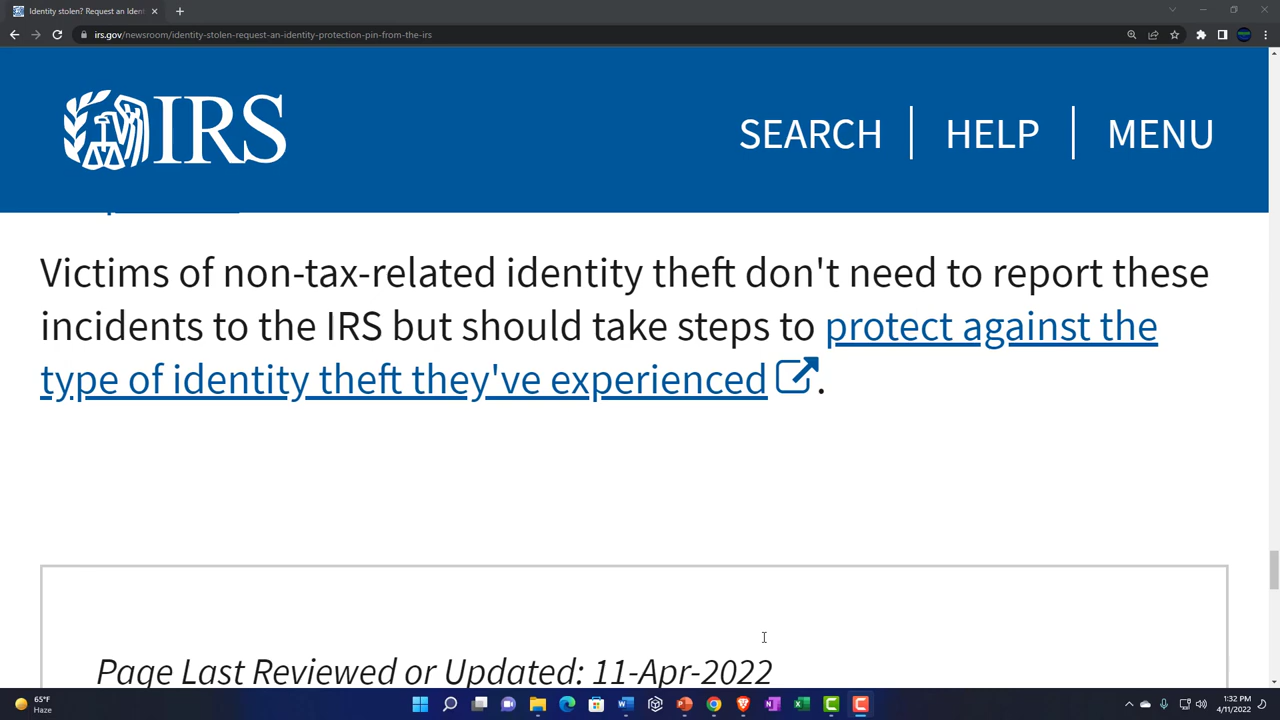 Identity stolen? Request an Iden
irs.gov/newsroom/identity-stolen-request-an-identity-protection-pin-from-the-irs
IRS
SEARCH
HELP
MENU
Victims of non-tax-related identity theft don't need to report these
incidents to the IRS but should take steps to protect against the
type of identity theft they've experienced.
Page Last Reviewed or Updated: 11-Apr-2022
65°F
Haze
1:32 PM
4/11/2022